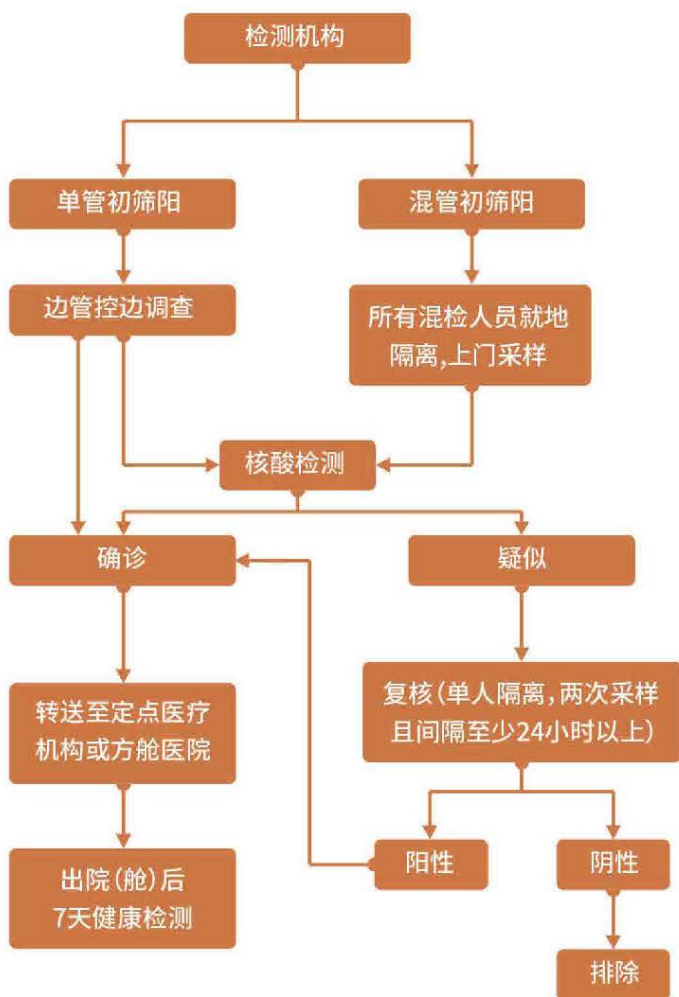 检测机构
单管初筛阳
混管初筛阳
边管控边调查
所有混检人员就地
隔离,上门采样
核酸检测
确诊
疑似
转送至定点医疗
机构或方舱医院
复核(单人隔离,两次采样
且间隔至少24小时以上)
阳性
阴性
出院(舱)后
7天健康检测
排除